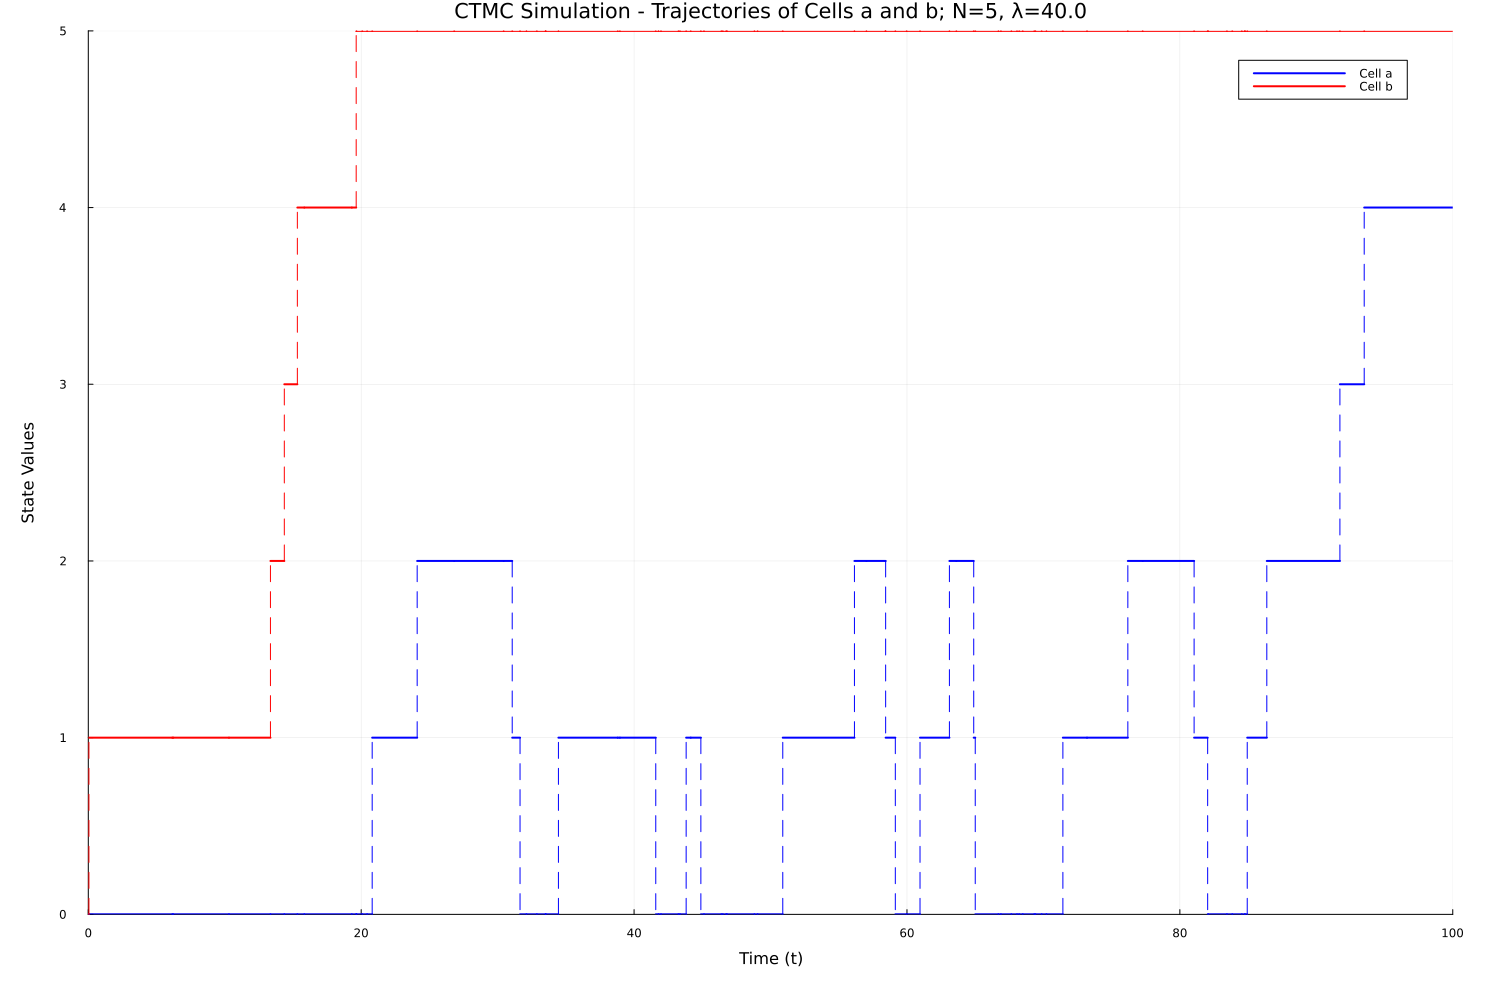 CTMC Simulation - Trajectories of Cells a and b; N=5, λ=40.0
5
Cell a
Cell b
4
3
State Values
2
1
0
0 20 40 60 80 100
Time (t)